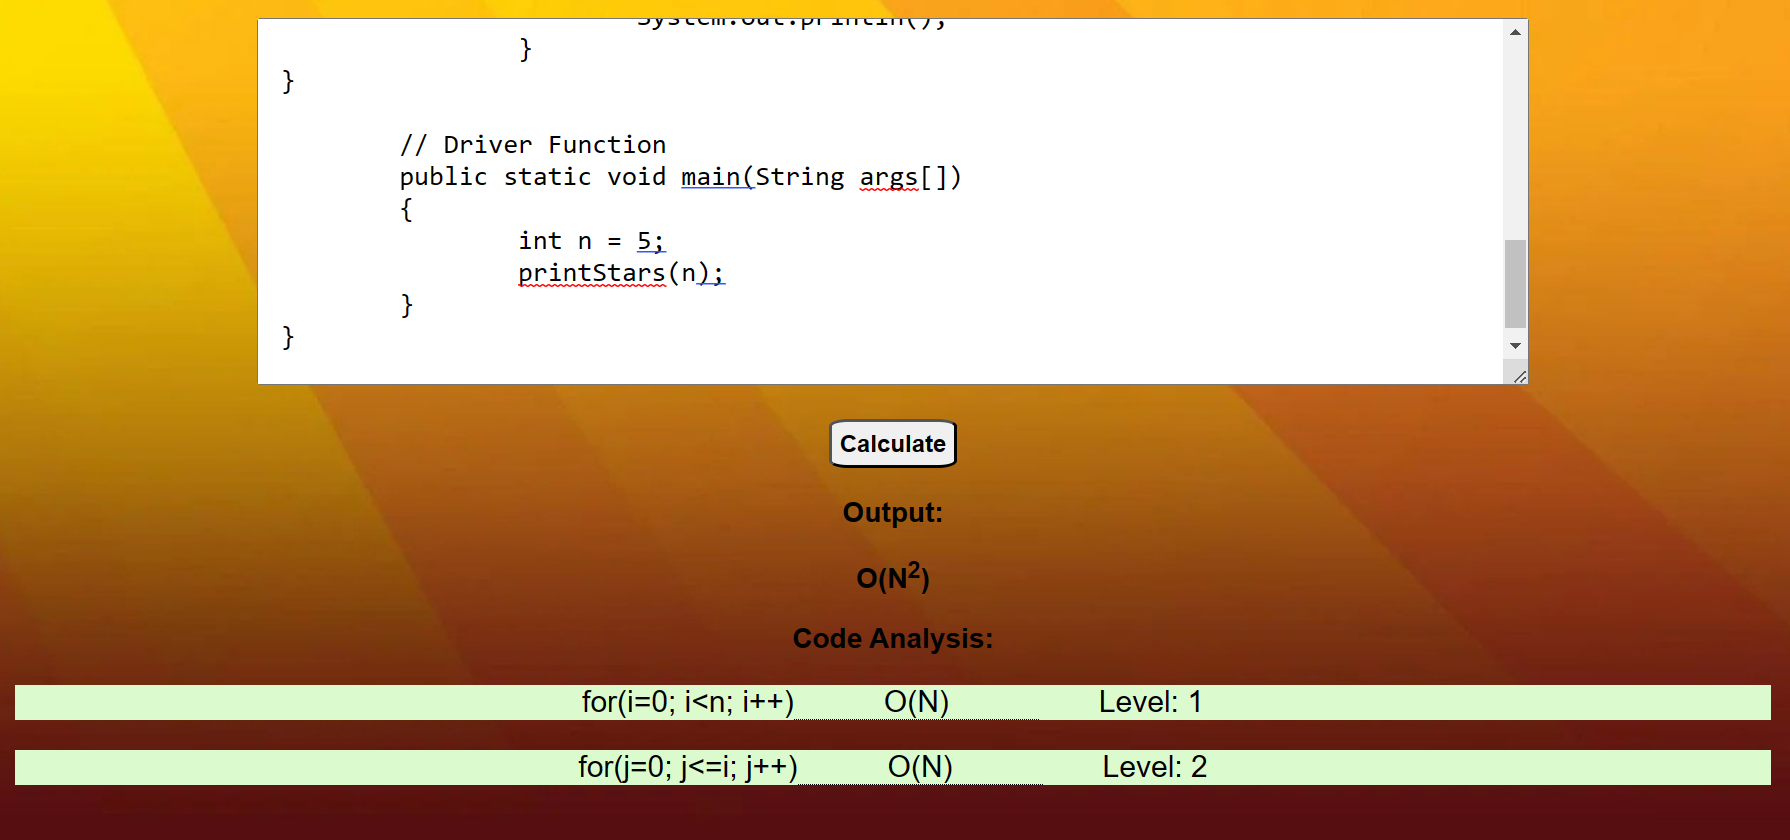 System.out.println();
}
}
// Driver Function
public static void main(String args[])
{
int n = 5;
printStars(n);
}
}
Calculate
Output:
O(N²)
Code Analysis:
for(i=0; i<n; i++) O(N) Level: 1
for(j=0; j<=i; j++) O(N) Level: 2